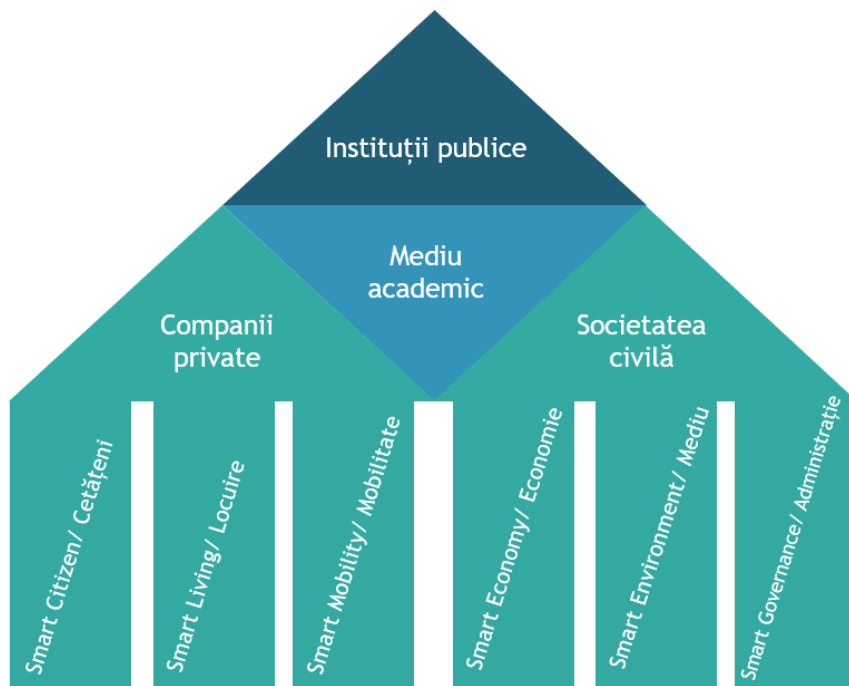 Instituții publice
Mediu
academic
Companii
private
Societatea
civilă
Smart Citizen/ Cetățeni
Smart Living/ Locuire
Smart Mobility/ Mobilitate
Smart Economy/ Economie
Smart Environment/ Mediu
Smart Governance/ Administrație